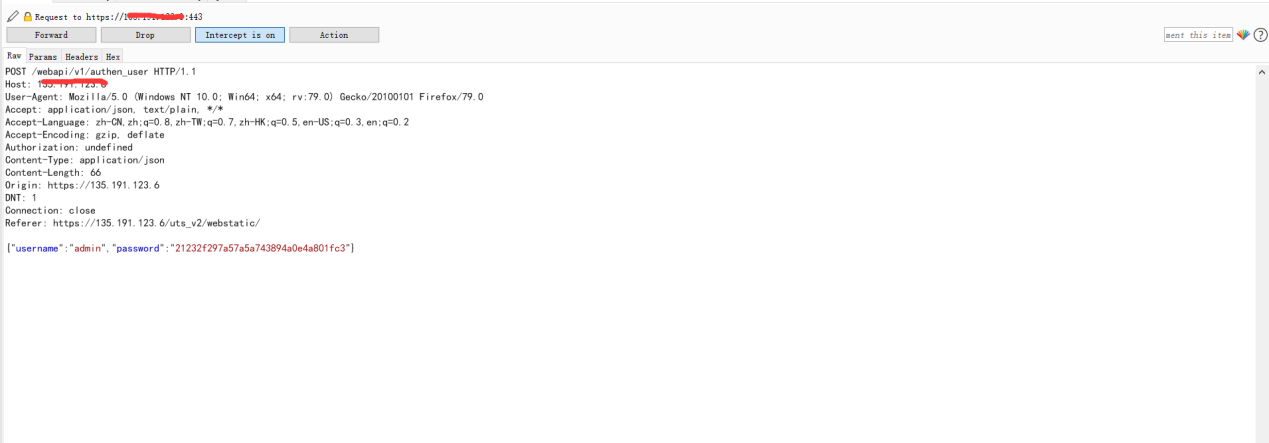 Request to https://:443
Forward Drop Intercept is on Action ment this item ?
Raw Params Headers Hex
POST /webapi/v1/authen_user HTTP/1.1
Host: 135.191.123.6
User-Agent: Mozilla/5.0 (Windows NT 10.0; Win64; x64; rv:79.0) Gecko/20100101 Firefox/79.0
Accept: application/json, text/plain, */*
Accept-Language: zh-CN,zh;q=0.8,zh-TW;q=0.7,zh-HK;q=0.5,en-US;q=0.3,en;q=0.2
Accept-Encoding: gzip, deflate
Authorization: undefined
Content-Type: application/json
Content-Length: 66
Origin: https://135.191.123.6
DNT: 1
Connection: close
Referer: https://135.191.123.6/uts_v2/webstatic/
{"username":"admin","password":"21232f297a57a5a743894a0e4a801fc3"}